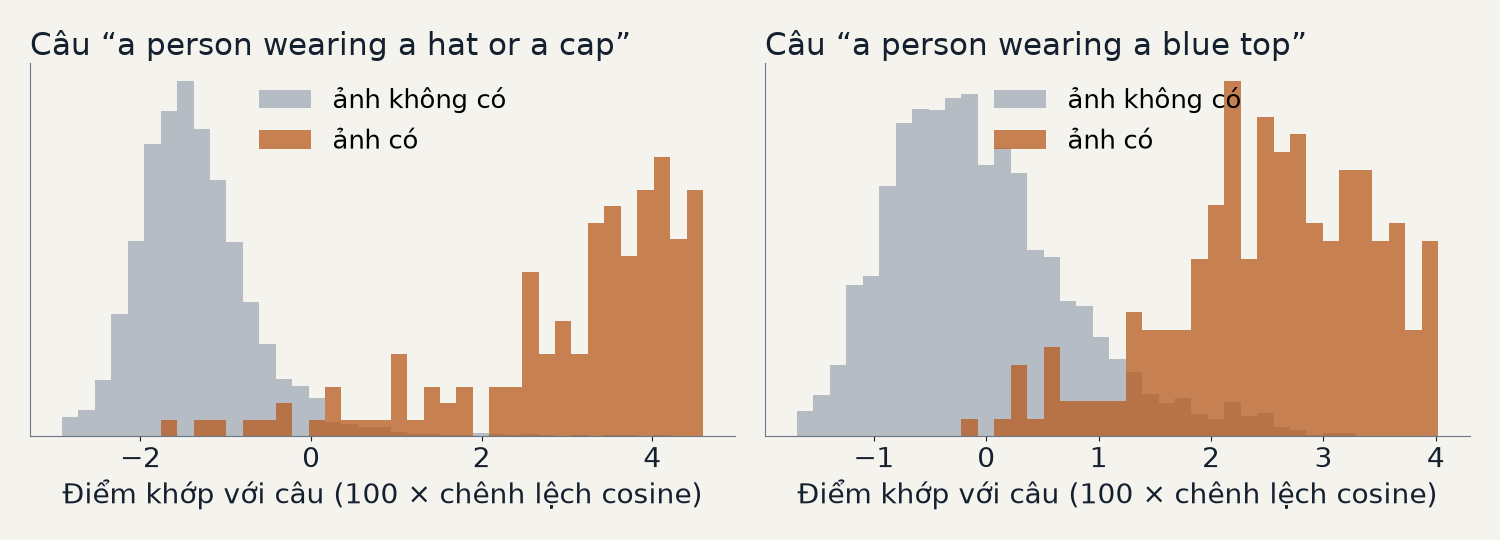 Câu “a person wearing a hat or a cap”
ảnh không có
ảnh có
−2 0 2 4
Điểm khớp với câu (100 × chênh lệch cosine)
Câu “a person wearing a blue top”
ảnh không có
ảnh có
−1 0 1 2 3 4
Điểm khớp với câu (100 × chênh lệch cosine)